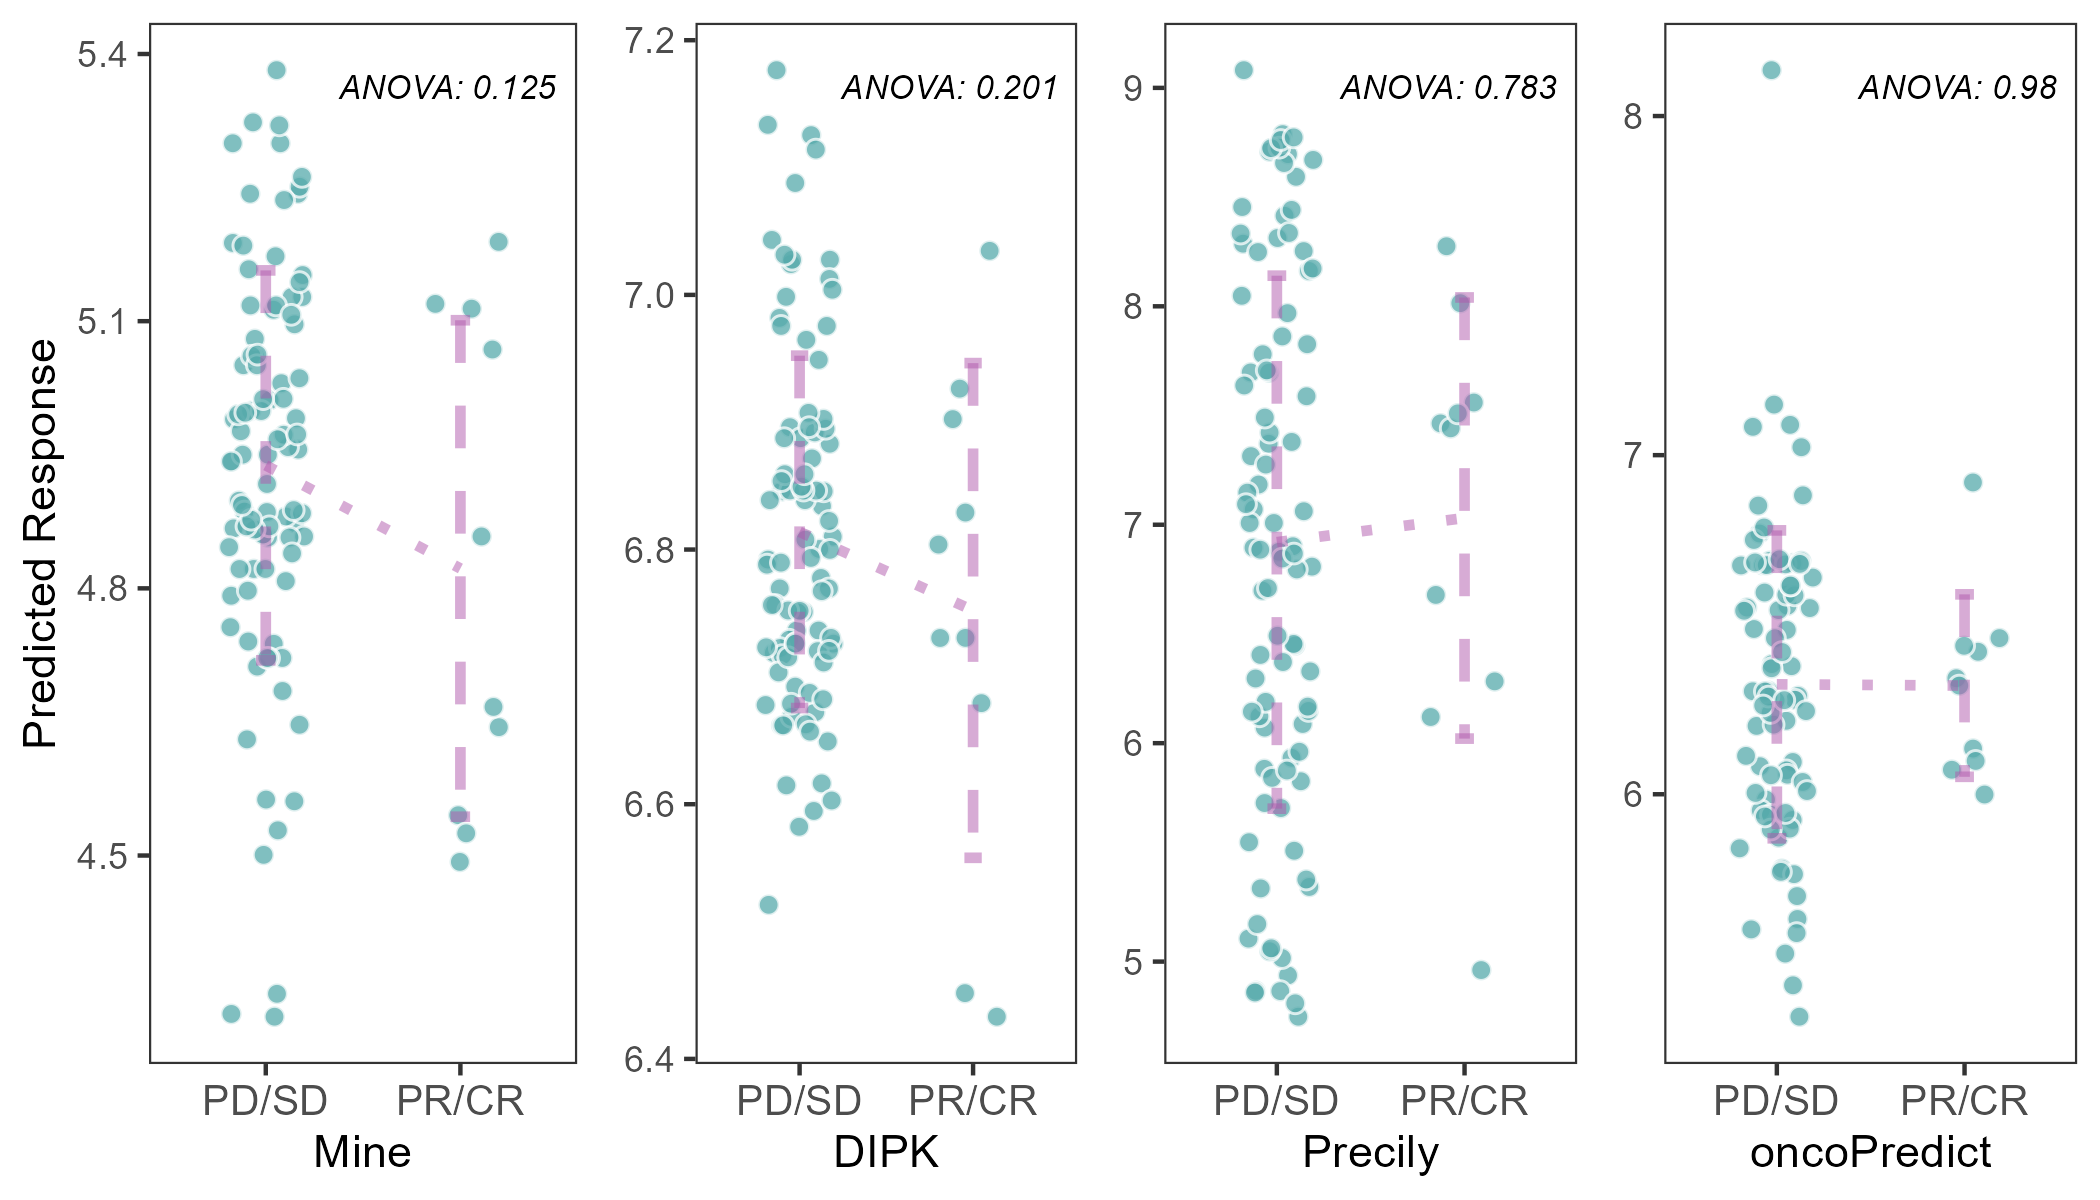 Predicted Response
5.4
5.1
4.8
4.5
ANOVA: 0.125
PD/SD PR/CR
Mine
7.2
7.0
6.8
6.6
6.4
ANOVA: 0.201
PD/SD PR/CR
DIPK
9
8
7
6
5
ANOVA: 0.783
PD/SD PR/CR
Precily
8
7
6
ANOVA: 0.98
PD/SD PR/CR
oncoPredict